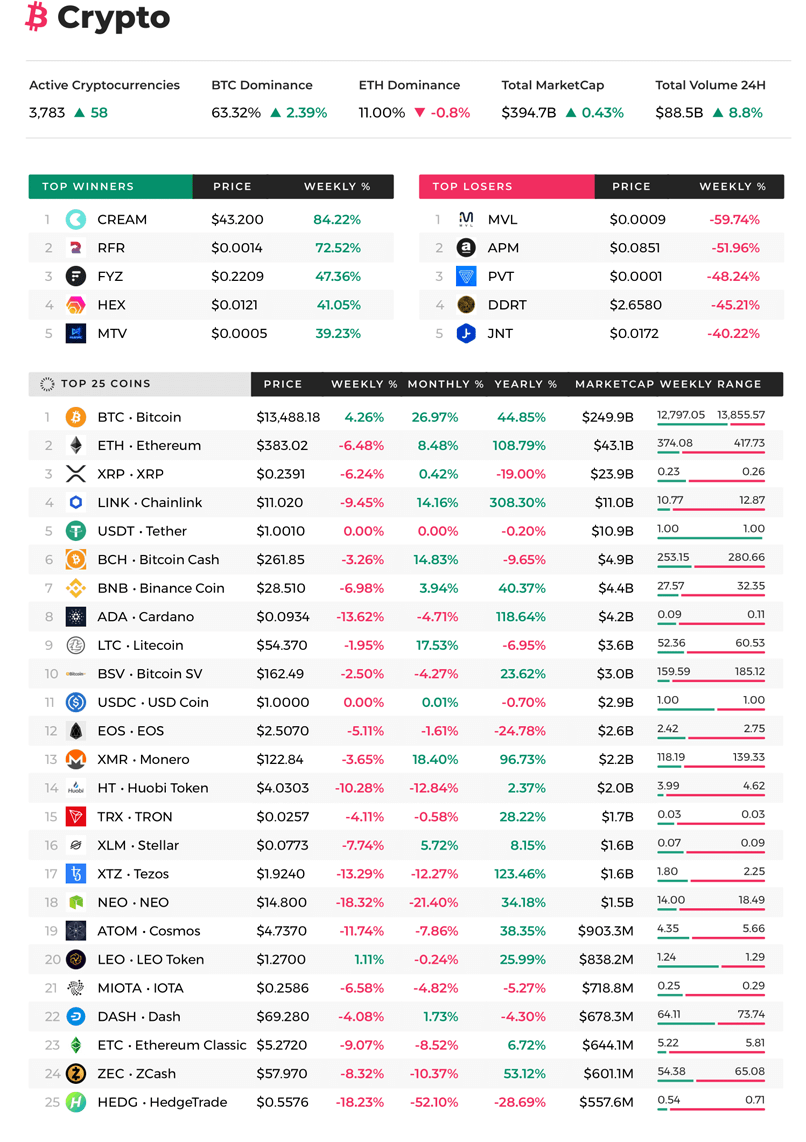 Crypto
Active Cryptocurrencies BTC Dominance ETH Dominance Total MarketCap Total Volume 24H
3,783 ▲ 58 63.32% ▲ 2.39% 11.00% ▼ -0.8% $394.7B ▲ 0.43% $88.5B ▲ 8.8%
TOP WINNERS PRICE WEEKLY %
1 CREAM $43.200 84.22%
2 RFR $0.0014 72.52%
3 FYZ $0.2209 47.36%
4 HEX $0.0121 41.05%
5 MTV $0.0005 39.23%
TOP LOSERS PRICE WEEKLY %
1 MVL $0.0009 -59.74%
2 APM $0.0851 -51.96%
3 PVT $0.0001 -48.24%
4 DDRT $2.6580 -45.21%
5 JNT $0.0172 -40.22%
TOP 25 COINS PRICE WEEKLY % MONTHLY % YEARLY % MARKETCAP WEEKLY RANGE
1 BTC · Bitcoin $13,488.18 4.26% 26.97% 44.85% $249.9B 12,797.05 13,855.57
2 ETH · Ethereum $383.02 -6.48% 8.48% 108.79% $43.1B 374.08 417.73
3 XRP · XRP $0.2391 -6.24% 0.42% -19.00% $23.9B 0.23 0.26
4 LINK · Chainlink $11.020 -9.45% 14.16% 308.30% $11.0B 10.77 12.87
5 USDT · Tether $1.0010 0.00% 0.00% -0.20% $10.9B 1.00 1.00
6 BCH · Bitcoin Cash $261.85 -3.26% 14.83% -9.65% $4.9B 253.15 280.66
7 BNB · Binance Coin $28.510 -6.98% 3.94% 40.37% $4.4B 27.57 32.35
8 ADA · Cardano $0.0934 -13.62% -4.71% 118.64% $4.2B 0.09 0.11
9 LTC · Litecoin $54.370 -1.95% 17.53% -6.95% $3.6B 52.36 60.53
10 BSV · Bitcoin SV $162.49 -2.50% -4.27% 23.62% $3.0B 159.59 185.12
11 USDC · USD Coin $1.0000 0.00% 0.01% -0.70% $2.9B 1.00 1.00
12 EOS · EOS $2.5070 -5.11% -1.61% -24.78% $2.6B 2.42 2.75
13 XMR · Monero $122.84 -3.65% 18.40% 96.73% $2.2B 118.19 139.33
14 HT · Huobi Token $4.0303 -10.28% -12.84% 2.37% $2.0B 3.99 4.62
15 TRX · TRON $0.0257 -4.11% -0.58% 28.22% $1.7B 0.03 0.03
16 XLM · Stellar $0.0773 -7.74% 5.72% 8.15% $1.6B 0.07 0.09
17 XTZ · Tezos $1.9240 -13.29% -12.27% 123.46% $1.6B 1.80 2.25
18 NEO · NEO $14.800 -18.32% -21.40% 34.18% $1.5B 14.00 18.49
19 ATOM · Cosmos $4.7370 -11.74% -7.86% 38.35% $903.3M 4.35 5.66
20 LEO · LEO Token $1.2700 1.11% -0.24% 25.99% $838.2M 1.24 1.29
21 MIOTA · IOTA $0.2586 -6.58% -4.82% -5.27% $718.8M 0.25 0.29
22 DASH · Dash $69.280 -4.08% 1.73% -4.30% $678.3M 64.11 73.74
23 ETC · Ethereum Classic $5.2720 -9.07% -8.52% 6.72% $644.1M 5.22 5.81
24 ZEC · ZCash $57.970 -8.32% -10.37% 53.12% $601.1M 54.38 65.08
25 HEDG · HedgeTrade $0.5576 -18.23% -52.10% -28.69% $557.6M 0.54 0.71